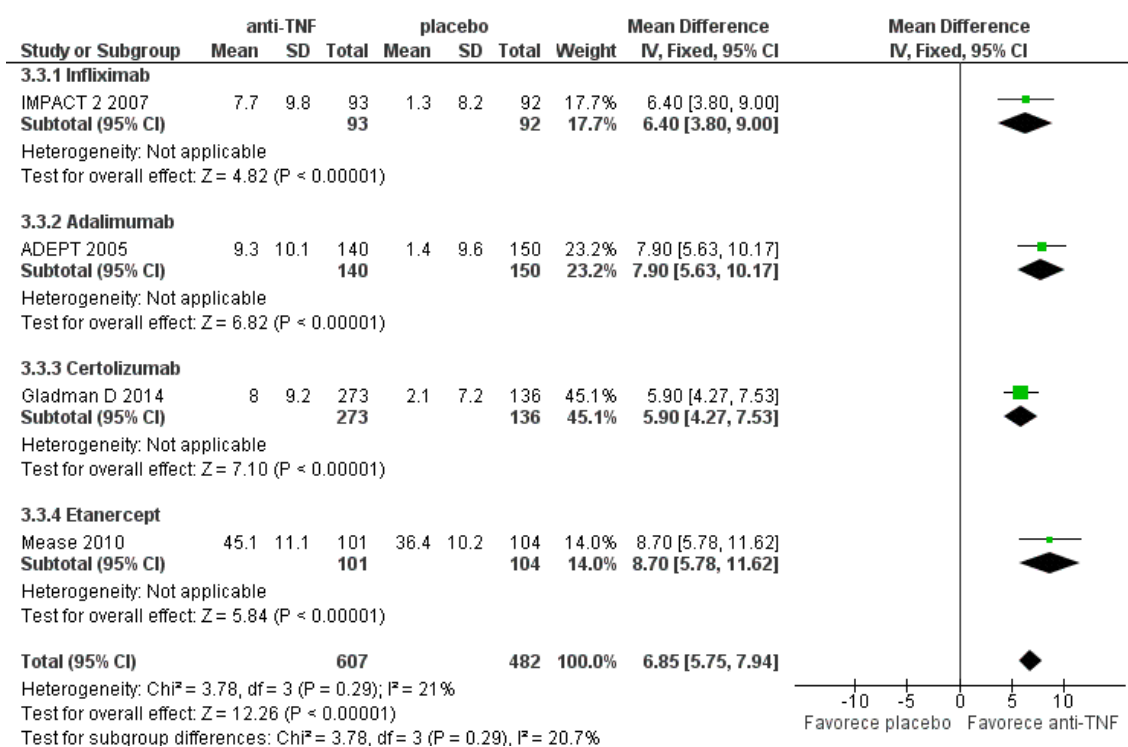 anti-TNF placebo Mean Difference Mean Difference
Study or Subgroup Mean SD Total Mean SD Total Weight IV, Fixed, 95% CI IV, Fixed, 95% CI
3.3.1 Infliximab
IMPACT 2 2007 7.7 9.8 93 1.3 8.2 92 17.7% 6.40 [3.80, 9.00]
Subtotal (95% CI) 93 92 17.7% 6.40 [3.80, 9.00]
Heterogeneity: Not applicable
Test for overall effect: Z = 4.82 (P < 0.00001)
3.3.2 Adalimumab
ADEPT 2005 9.3 10.1 140 1.4 9.6 150 23.2% 7.90 [5.63, 10.17]
Subtotal (95% CI) 140 150 23.2% 7.90 [5.63, 10.17]
Heterogeneity: Not applicable
Test for overall effect: Z = 6.82 (P < 0.00001)
3.3.3 Certolizumab
Gladman D 2014 8 9.2 273 2.1 7.2 136 45.1% 5.90 [4.27, 7.53]
Subtotal (95% CI) 273 136 45.1% 5.90 [4.27, 7.53]
Heterogeneity: Not applicable
Test for overall effect: Z = 7.10 (P < 0.00001)
3.3.4 Etanercept
Mease 2010 45.1 11.1 101 36.4 10.2 104 14.0% 8.70 [5.78, 11.62]
Subtotal (95% CI) 101 104 14.0% 8.70 [5.78, 11.62]
Heterogeneity: Not applicable
Test for overall effect: Z = 5.84 (P < 0.00001)
Total (95% CI) 607 482 100.0% 6.85 [5.75, 7.94]
Heterogeneity: Chi² = 3.78, df = 3 (P = 0.29); I² = 21%
Test for overall effect: Z = 12.26 (P < 0.00001)
Test for subgroup differences: Chi² = 3.78, df = 3 (P = 0.29), I² = 20.7%
-10 -5 0 5 10
Favorece placebo Favorece anti-TNF